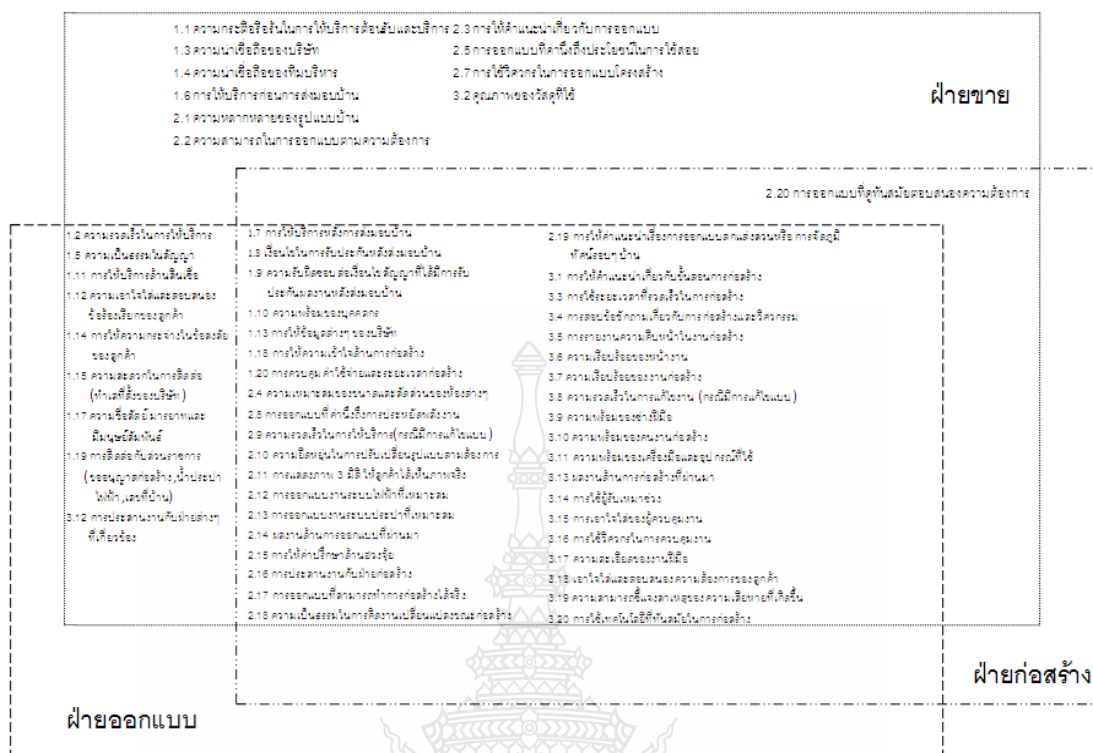 1.1 ความกระตือรือร้นในการให้บริการต้อนรับและบริการ
1.3 ความน่าเชื่อถือของบริษัท
1.4 ความน่าเชื่อถือของทีมบริหาร
1.6 การให้บริการก่อนการส่งมอบบ้าน
2.1 ความหลากหลายของรูปแบบบ้าน
2.2 ความสามารถในการออกแบบตามความต้องการ
2.3 การให้คำแนะนำเกี่ยวกับการออกแบบ
2.5 การออกแบบที่คำนึงถึงประโยชน์ในการใช้สอย
2.7 การใช้วิศวกรในการออกแบบโครงสร้าง
3.2 คุณภาพของวัสดุที่ใช้
ฝ่ายขาย
2.20 การออกแบบที่ดูทันสมัยตอบสนองความต้องการ
1.2 ความรวดเร็วในการให้บริการ
1.5 ความเป็นธรรมในสัญญา
1.11 การให้บริการด้านสินเชื่อ
1.12 ความเอาใจใส่และตอบสนอง
ข้อร้องเรียกของลูกค้า
1.14 การให้ความกระจ่างในข้อสงสัย
ของลูกค้า
1.15 ความสะดวกในการติดต่อ
(ทำเลที่ตั้งของบริษัท)
1.17 ความซื่อสัตย์ มารยาทและ
มีมนุษย์สัมพันธ์
1.19 การติดต่อกับส่วนราชการ
(ขออนุญาตก่อสร้าง,น้ำประปา
ไฟฟ้า,เลขที่บ้าน)
3.12 การประสานงานกับฝ่ายต่างๆ
ที่เกี่ยวข้อง
1.7 การให้บริการหลังการส่งมอบบ้าน
1.8 เงื่อนไขในการรับประกันหลังส่งมอบบ้าน
1.9 ความรับผิดชอบต่อเงื่อนไขสัญญาที่ได้มีการรับ
ประกันผลงานหลังส่งมอบบ้าน
1.10 ความพร้อมของบุคคลกร
1.13 การให้ข้อมูลต่างๆ ของบริษัท
1.18 การให้ความเข้าใจด้านการก่อสร้าง
1.20 การควบคุมค่าใช้จ่ายและระยะเวลาก่อสร้าง
2.4 ความเหมาะสมของขนาดและสัดส่วนของห้องต่างๆ
2.8 การออกแบบที่คำนึงถึงการประหยัดพลังงาน
2.9 ความรวดเร็วในการให้บริการ(กรณีมีการแก้ไขแบบ)
2.10 ความยืดหยุ่นในการปรับเปลี่ยนรูปแบบตามต้องการ
2.11 การแสดงภาพ 3 มิติ ให้ลูกค้าได้เห็นภาพจริง
2.12 การออกแบบงานระบบไฟฟ้าที่เหมาะสม
2.13 การออกแบบงานระบบประปาที่เหมาะสม
2.14 ผลงานด้านการออกแบบที่ผ่านมา
2.15 การให้คำปรึกษาด้านฮวงจุ้ย
2.16 การประสานงานกับฝ่ายก่อสร้าง
2.17 การออกแบบที่สามารถทำการก่อสร้างได้จริง
2.18 ความเป็นธรรมในการคิดงานเปลี่ยนแปลงขณะก่อสร้าง
2.19 การให้คำแนะนำเรื่องการออกแบบตกแต่งสวนหรือ การจัดภูมิ
ทัศน์รอบๆ บ้าน
3.1 การให้คำแนะนำเกี่ยวกับขั้นตอนการก่อสร้าง
3.3 การใช้ระยะเวลาที่รวดเร็วในการก่อสร้าง
3.4 การตอบข้อซักถามเกี่ยวกับการก่อสร้างและวิศวกรรม
3.5 การรายงานความคืบหน้าในงานก่อสร้าง
3.6 ความเรียบร้อยของหน้างาน
3.7 ความเรียบร้อยของงานก่อสร้าง
3.8 ความรวดเร็วในการแก้ไขงาน (กรณีมีการแก้ไขแบบ)
3.9 ความพร้อมของช่างฝีมือ
3.10 ความพร้อมของคนงานก่อสร้าง
3.11 ความพร้อมของเครื่องมือและอุปกรณ์ที่ใช้
3.13 ผลงานด้านการก่อสร้างที่ผ่านมา
3.14 การใช้ผู้รับเหมาช่วง
3.15 การเอาใจใส่ของผู้ควบคุมงาน
3.16 การใช้วิศวกรในการควบคุมงาน
3.17 ความละเอียดของงานฝีมือ
3.18 เอาใจใส่และตอบสนองความต้องการของลูกค้า
3.19 ความสามารถชี้แจงสาเหตุของความเสียหายที่เกิดขึ้น
3.20 การใช้เทคโนโลยีที่ทันสมัยในการก่อสร้าง
ฝ่ายก่อสร้าง
ฝ่ายออกแบบ